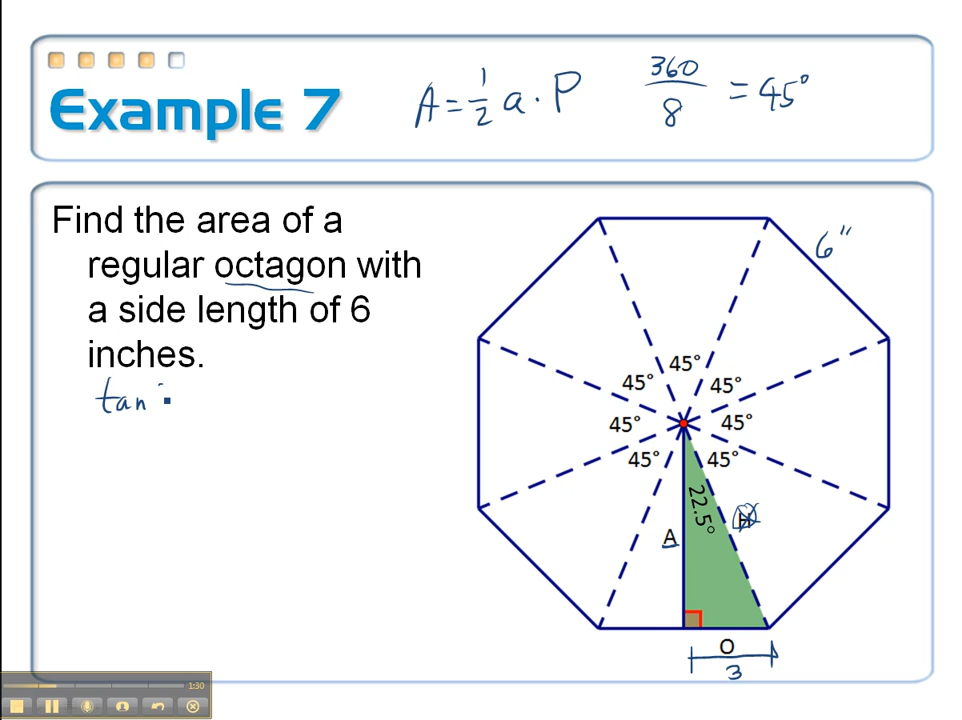 Example 7
A = 1/2 a · P
360/8 = 45°
Find the area of a
regular octagon with
a side length of 6
inches.
tan
6"
45°
45° 45°
45° 45°
45° 45°
22.5°
A H
O
3
1:30